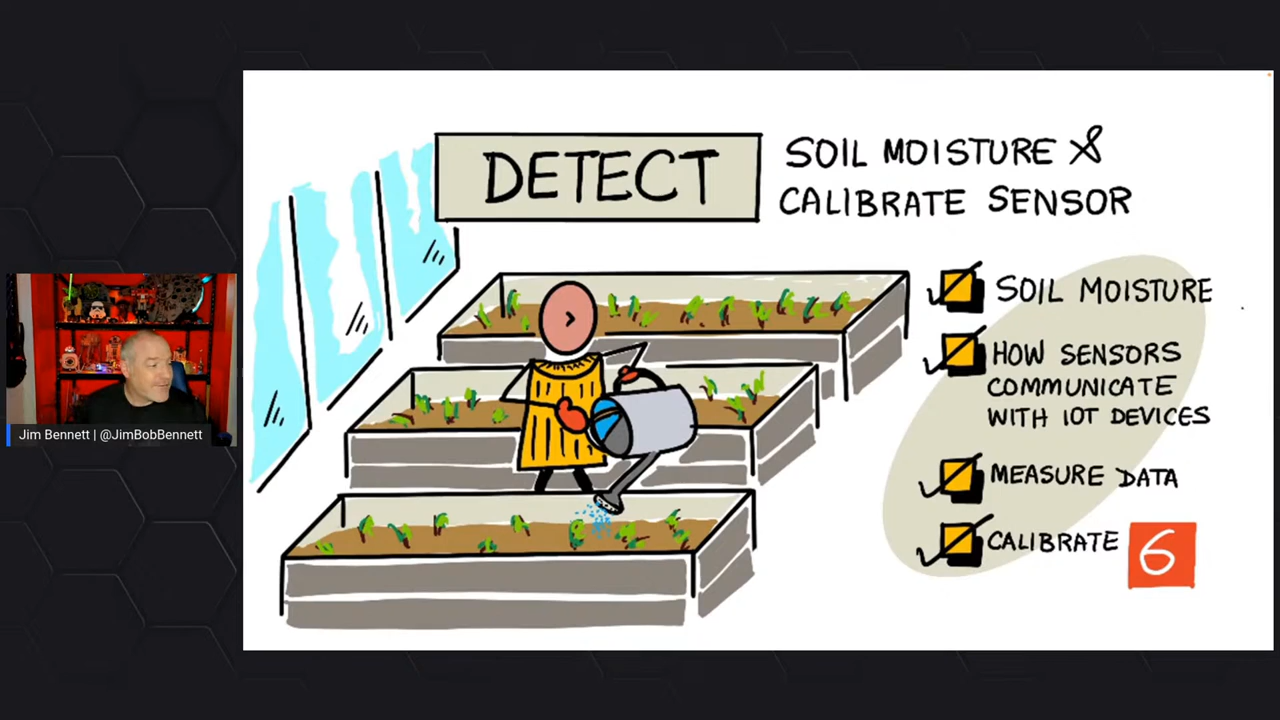 DETECT
SOIL MOISTURE &
CALIBRATE SENSOR
SOIL MOISTURE
HOW SENSORS
COMMUNICATE
WITH IOT DEVICES
MEASURE DATA
CALIBRATE
6
Jim Bennett | @JimBobBennett